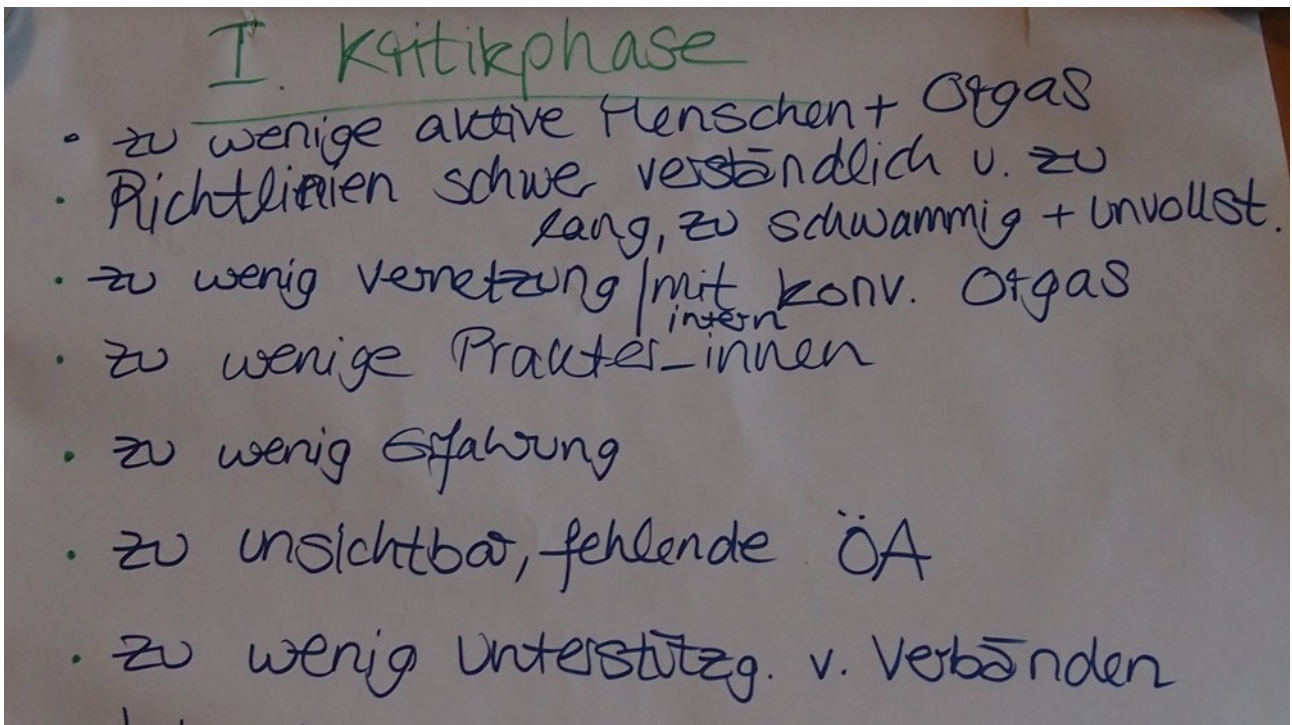 I. Kritikphase
• zu wenige aktive Menschen + Orgas
• Richtlinien schwer verständlich u. zu
lang, zu schwammig + unvollst.
• zu wenig Vernetzung / mit konv. Orgas
intern
• zu wenige Prakter_innen
• zu wenig Erfahrung
• zu unsichtbar, fehlende ÖA
• zu wenig Unterstützg. v. Verbänden